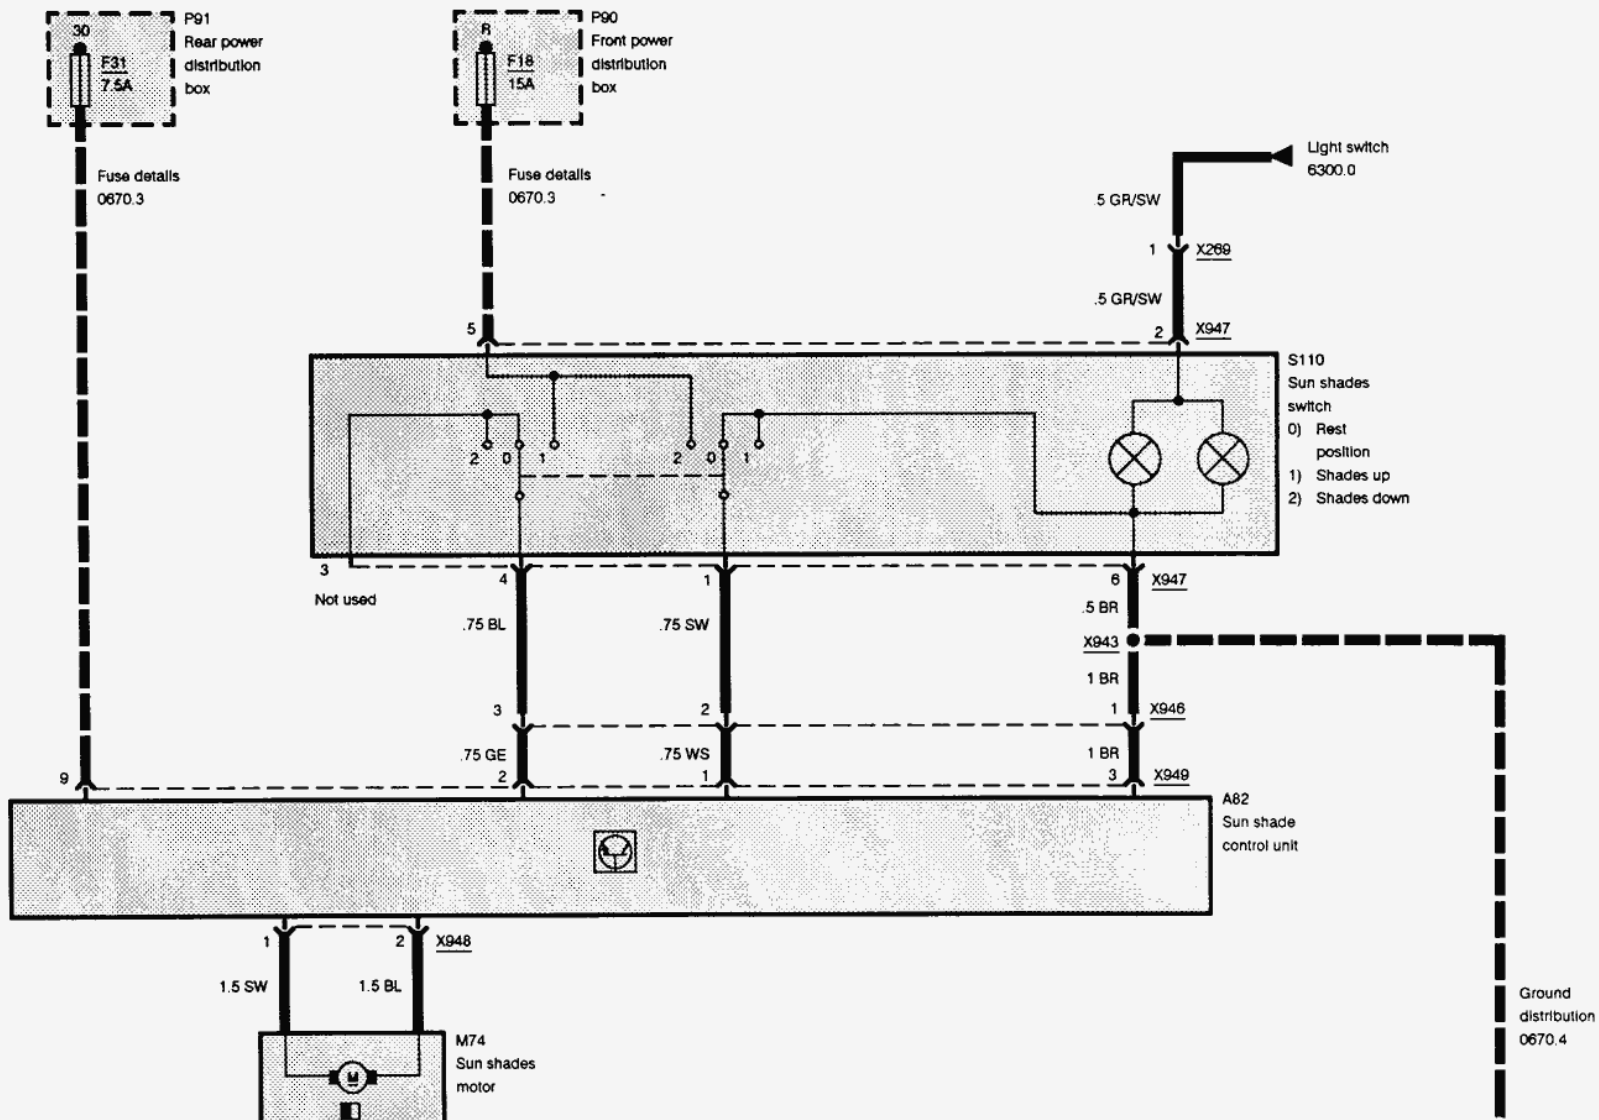 P91
Rear power
distribution
box
30
F31
7.5A
Fuse details
0670.3
P90
Front power
distribution
box
R
F18
15A
Fuse details
0670.3
Light switch
6300.0
.5 GR/SW
1
X269
.5 GR/SW
5
2
X947
S110
Sun shades
switch
0) Rest
position
1) Shades up
2) Shades down
2 0 1
2 0 1
3
Not used
4
1
6
X947
.75 BL
.75 SW
.5 BR
X943
1 BR
3
2
1
X946
.75 GE
.75 WS
1 BR
9
2
1
3
X949
A82
Sun shade
control unit
1
2
X948
1.5 SW
1.5 BL
M74
Sun shades
motor
M
Ground
distribution
0670.4